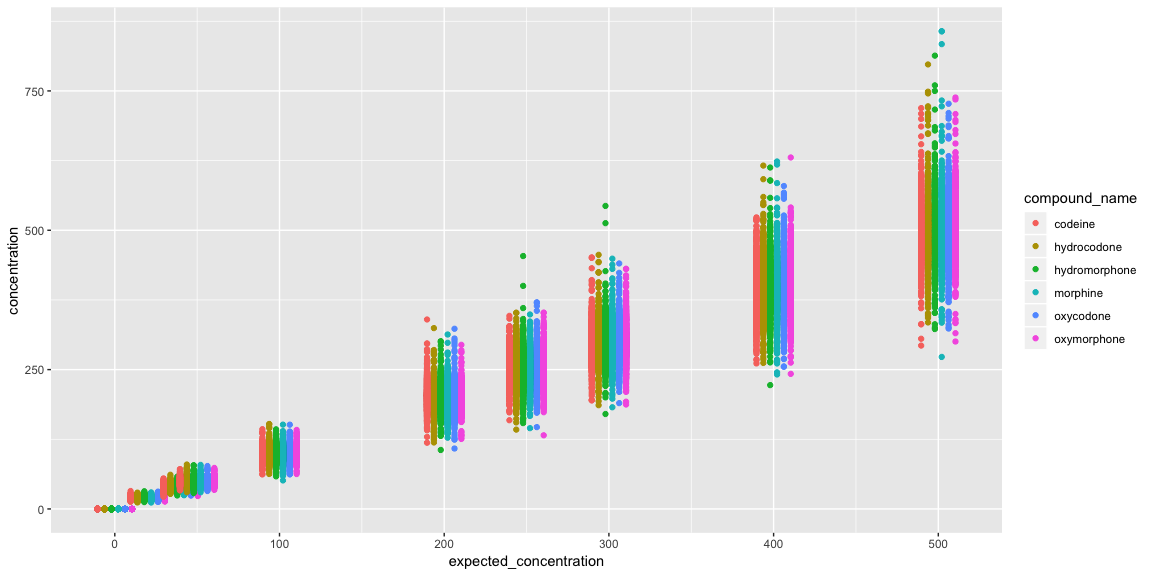 750
500
250
0
concentration
0 100 200 300 400 500
expected_concentration
compound_name
codeine
hydrocodone
hydromorphone
morphine
oxycodone
oxymorphone